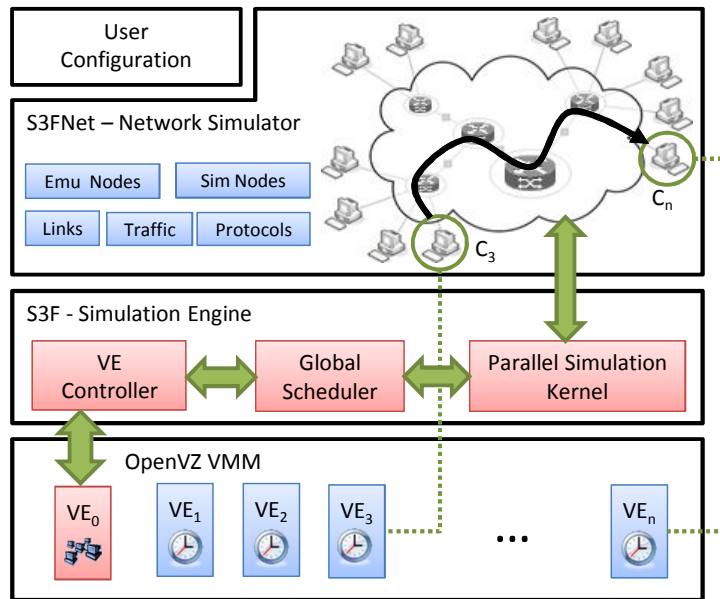 User
Configuration
S3FNet – Network Simulator
Emu Nodes
Sim Nodes
Links
Traffic
Protocols
C3
Cn
S3F - Simulation Engine
VE
Controller
Global
Scheduler
Parallel Simulation
Kernel
OpenVZ VMM
VE0
VE1
VE2
VE3
...
VEn